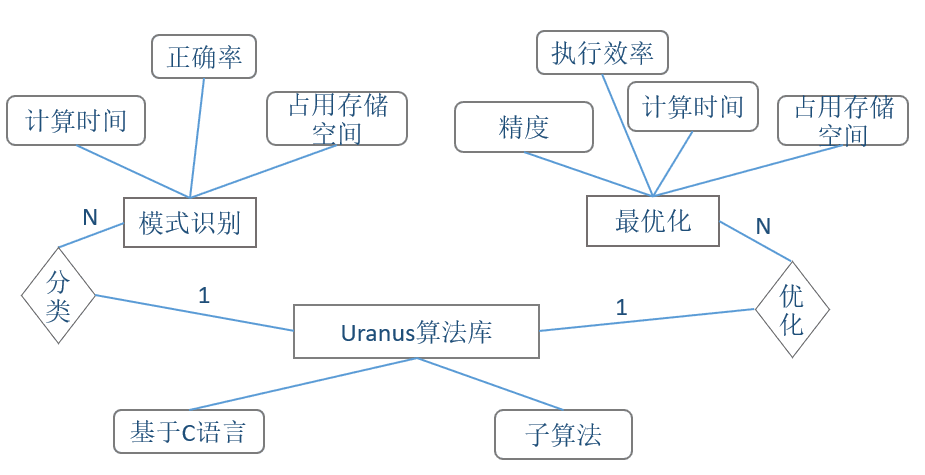 正确率
执行效率
计算时间
占用存储
空间
精度
计算时间
占用存储
空间
模式识别
最优化
N
N
分
类
1
Uranus算法库
1
优
化
基于C语言
子算法